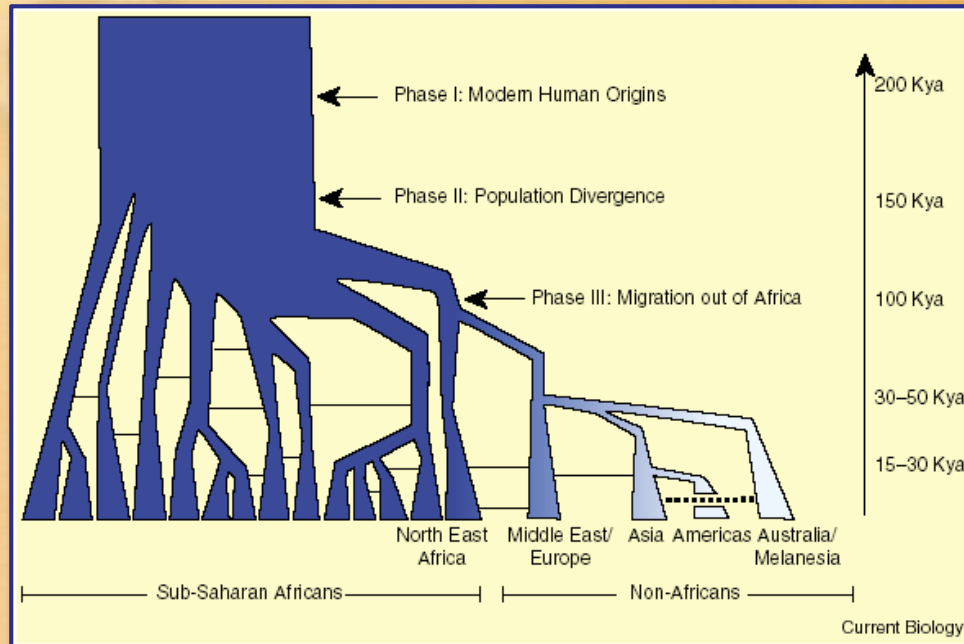 Phase I: Modern Human Origins
200 Kya
Phase II: Population Divergence
150 Kya
Phase III: Migration out of Africa
100 Kya
30–50 Kya
15–30 Kya
North East
Africa
Middle East/
Europe
Asia
Americas
Australia/
Melanesia
Sub-Saharan Africans
Non-Africans
Current Biology